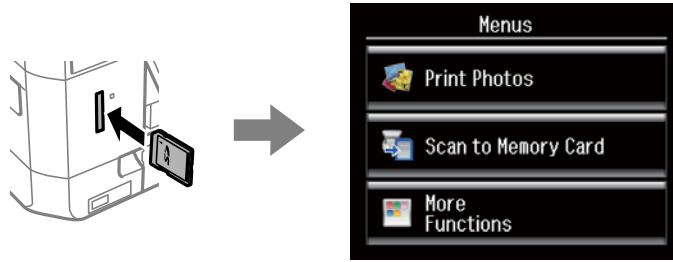 Menus
Print Photos
Scan to Memory Card
More
Functions